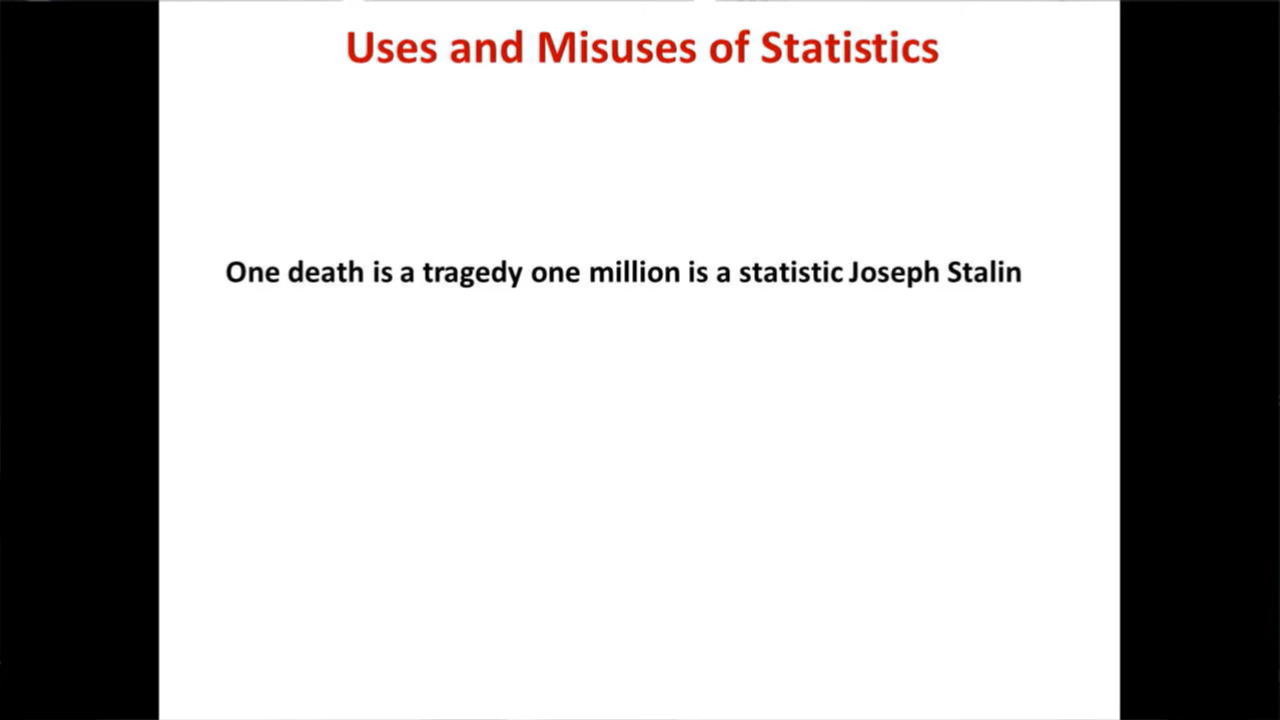 Uses and Misuses of Statistics
One death is a tragedy one million is a statistic Joseph Stalin